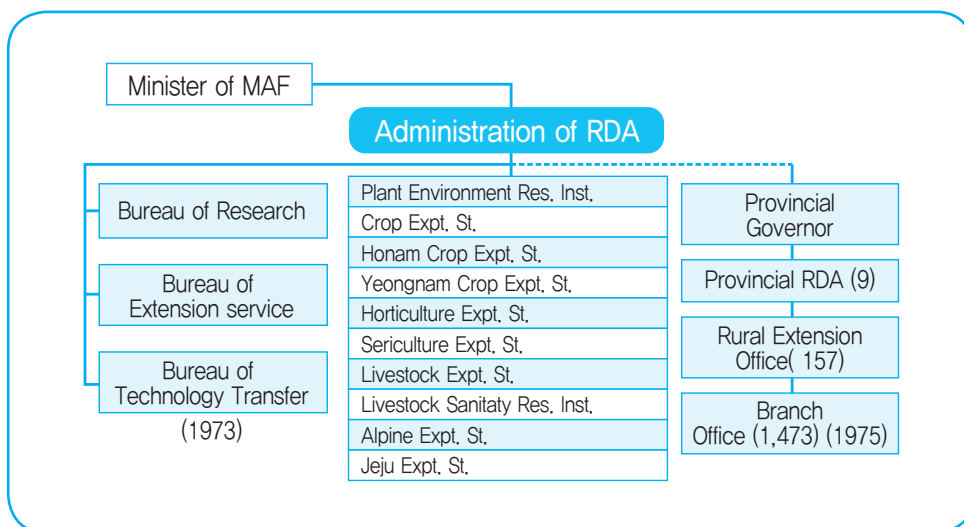 Minister of MAF
Administration of RDA
Bureau of Research
Bureau of
Extension service
Bureau of
Technology Transfer
(1973)
Plant Environment Res. Inst.
Crop Expt. St.
Honam Crop Expt. St.
Yeongnam Crop Expt. St.
Horticulture Expt. St.
Sericulture Expt. St.
Livestock Expt. St.
Livestock Sanitaty Res. Inst.
Alpine Expt. St.
Jeju Expt. St.
Provincial
Governor
Provincial RDA (9)
Rural Extension
Office( 157)
Branch
Office (1,473) (1975)